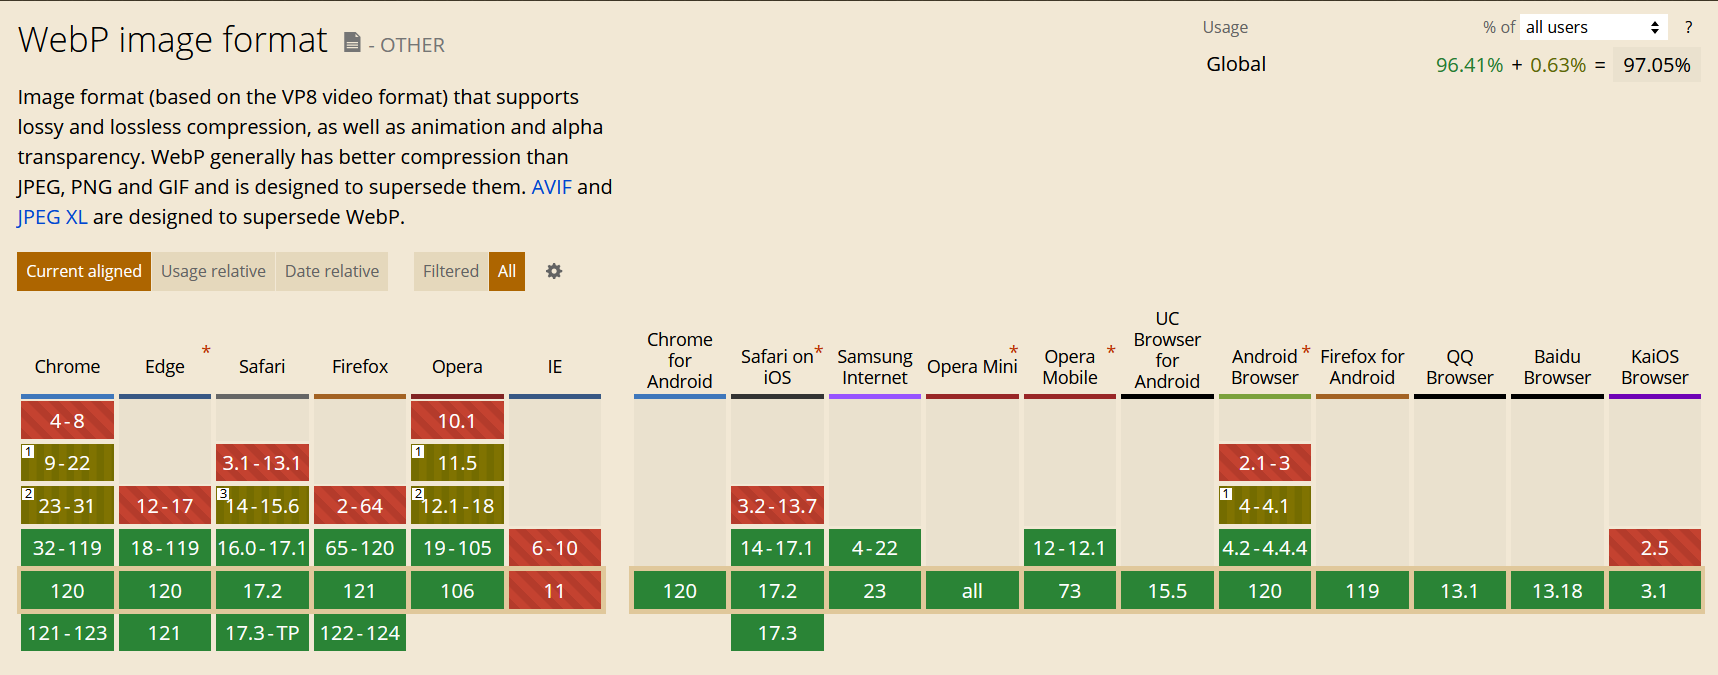 WebP image format - OTHER
Usage % of all users ?
Global 96.41% + 0.63% = 97.05%
Image format (based on the VP8 video format) that supports
lossy and lossless compression, as well as animation and alpha
transparency. WebP generally has better compression than
JPEG, PNG and GIF and is designed to supersede them. AVIF and
JPEG XL are designed to supersede WebP.
Current aligned Usage relative Date relative Filtered All
Chrome
Edge *
Safari
Firefox
Opera
IE
Chrome
for
Android
Safari on *
iOS
Samsung
Internet
Opera Mini *
Opera *
Mobile
UC
Browser
for
Android
Android *
Browser
Firefox for
Android
QQ
Browser
Baidu
Browser
KaiOS
Browser
4-8 10.1
1 9-22 3.1-13.1 1 11.5 2.1-3
2 23-31 12-17 3 14-15.6 2-64 2 12.1-18 3.2-13.7 1 4-4.1
32-119 18-119 16.0-17.1 65-120 19-105 6-10 14-17.1 4-22 12-12.1 4.2-4.4.4 2.5
120 120 17.2 121 106 11 120 17.2 23 all 73 15.5 120 119 13.1 13.18 3.1
121-123 121 17.3-TP 122-124 17.3